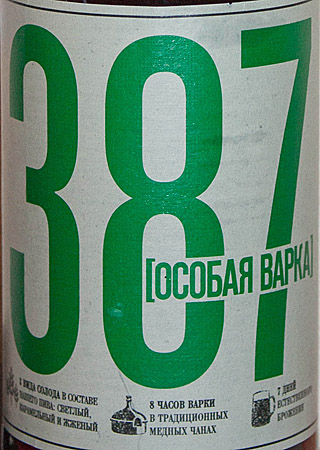 387
[ОСОБАЯ ВАРКА]
3 ВИДА СОЛОДА В СОСТАВЕ
НАШЕГО ПИВА: СВЕТЛЫЙ,
КАРАМЕЛЬНЫЙ И ЖЖЕНЫЙ
8 ЧАСОВ ВАРКИ
В ТРАДИЦИОННЫХ
МЕДНЫХ ЧАНАХ
7 ДНЕЙ
ЕСТЕСТВЕННОГО
БРОЖЕНИЯ